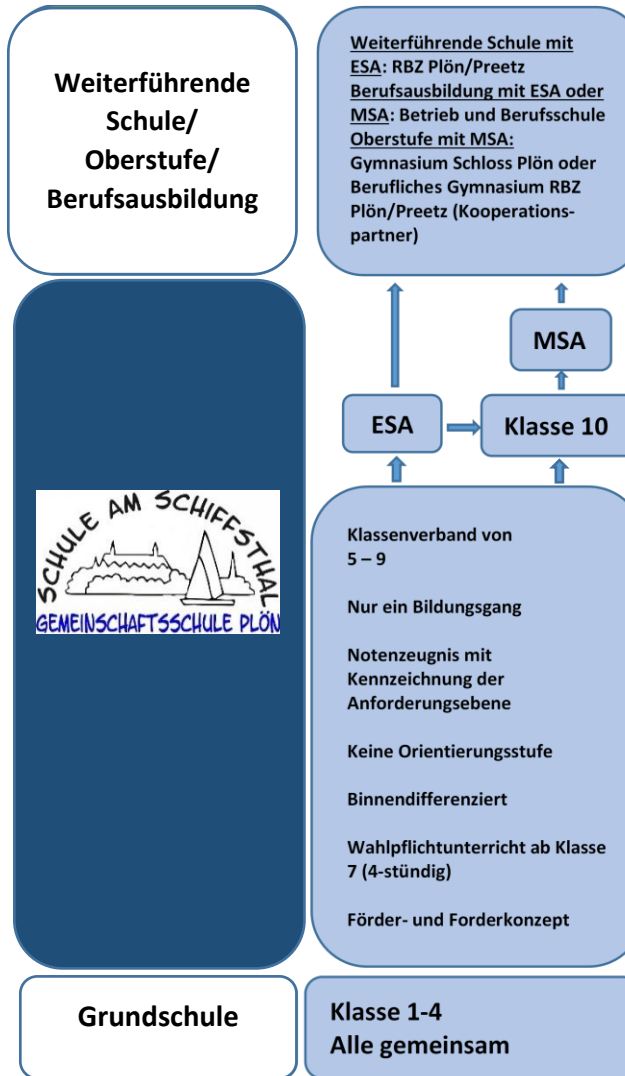 Weiterführende
Schule/
Oberstufe/
Berufsausbildung
Weiterführende Schule mit
ESA: RBZ Plön/Preetz
Berufsausbildung mit ESA oder
MSA: Betrieb und Berufsschule
Oberstufe mit MSA:
Gymnasium Schloss Plön oder
Berufliches Gymnasium RBZ
Plön/Preetz (Kooperations-
partner)
MSA
ESA
Klasse 10
SCHULE AM SCHIFFSTHAL
GEMEINSCHAFTSSCHULE PLÖN
Klassenverband von
5 – 9
Nur ein Bildungsgang
Notenzeugnis mit
Kennzeichnung der
Anforderungsebene
Keine Orientierungsstufe
Binnendifferenziert
Wahlpflichtunterricht ab Klasse
7 (4-stündig)
Förder- und Forderkonzept
Grundschule
Klasse 1-4
Alle gemeinsam